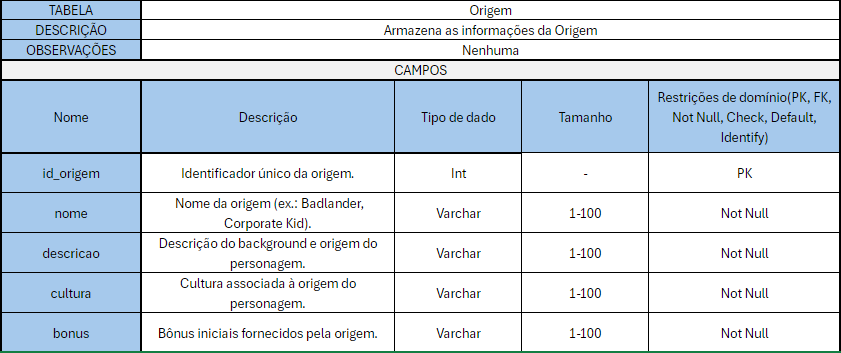 TABELA Origem
DESCRIÇÃO Armazena as informações da Origem
OBSERVAÇÕES Nenhuma
CAMPOS
Nome Descrição Tipo de dado Tamanho Restrições de domínio(PK, FK,
Not Null, Check, Default,
Identify)
id_origem Identificador único da origem. Int - PK
nome Nome da origem (ex.: Badlander,
Corporate Kid). Varchar 1-100 Not Null
descricao Descrição do background e origem do
personagem. Varchar 1-100 Not Null
cultura Cultura associada à origem do
personagem. Varchar 1-100 Not Null
bonus Bônus iniciais fornecidos pela origem. Varchar 1-100 Not Null